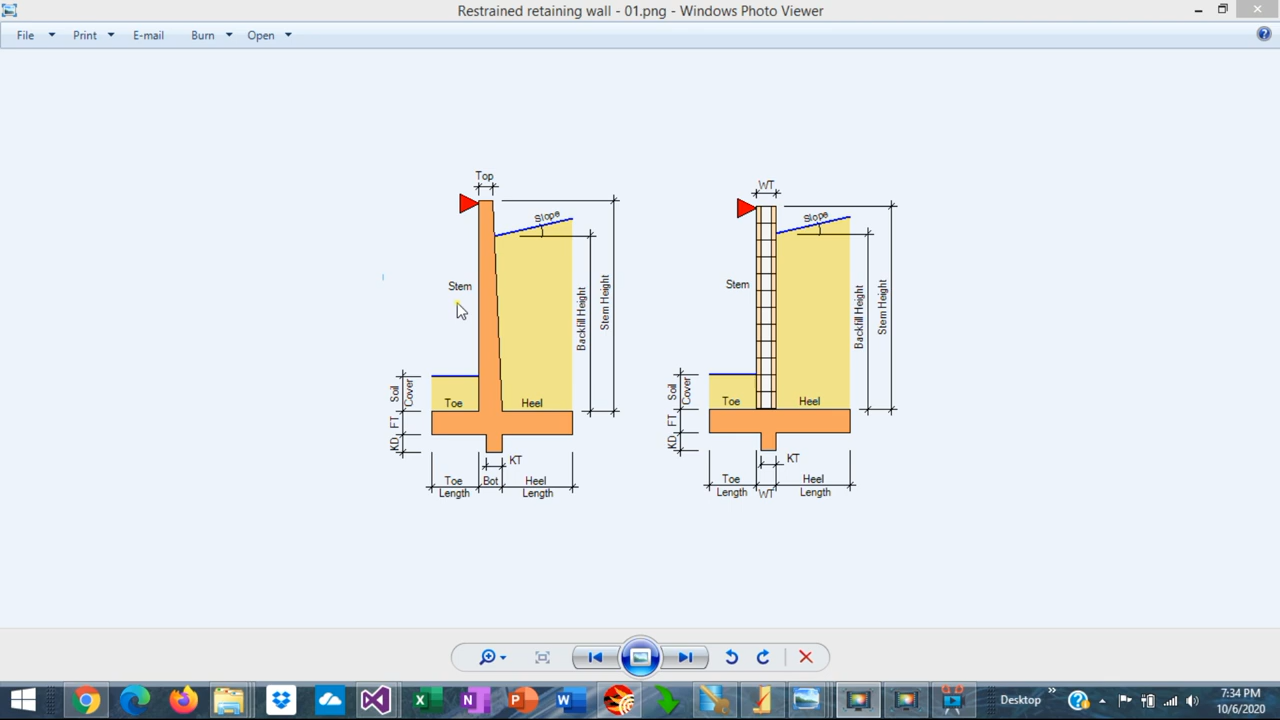 Restrained retaining wall - 01.png - Windows Photo Viewer
File
Print
E-mail
Burn
Open
Top
Slope
Stem
Backfill Height
Stem Height
Soil
Cover
FT
KD
Toe
Heel
KT
Toe
Length
Bot
Heel
Length
WT
Slope
Stem
Backfill Height
Stem Height
Soil
Cover
FT
KD
Toe
Heel
KT
Toe
Length
WT
Heel
Length
Desktop
7:34 PM
10/6/2020